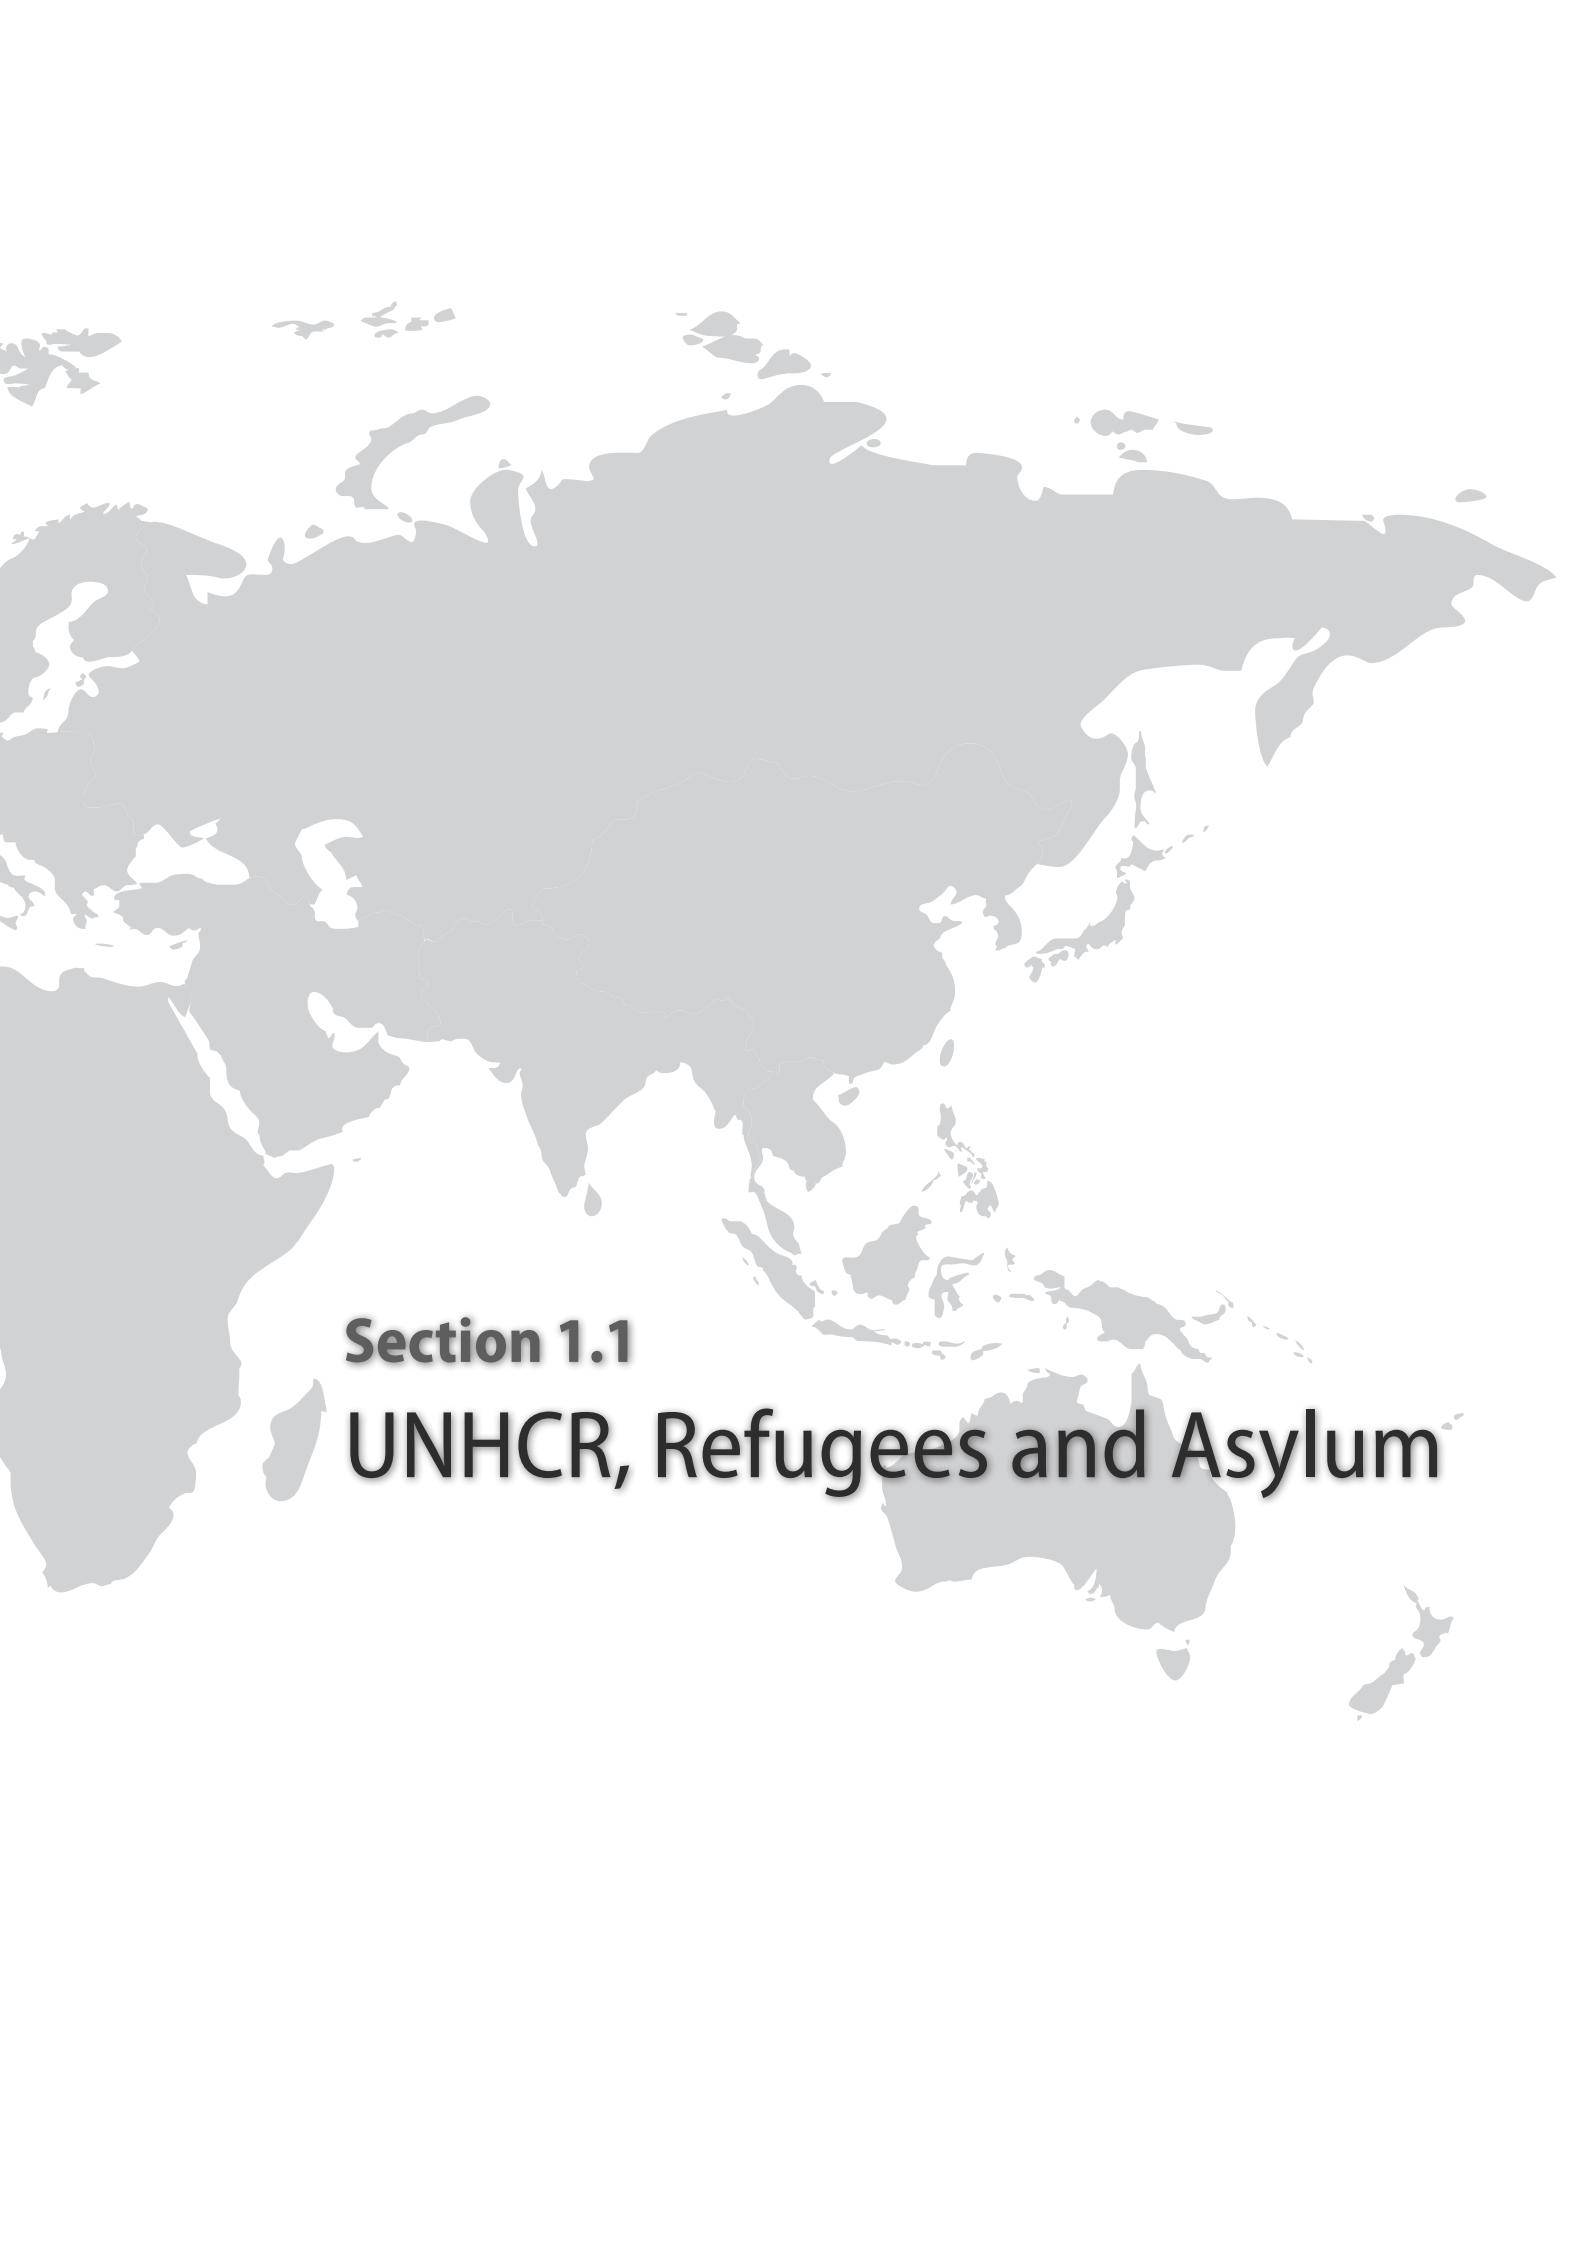 Section 1.1
UNHCR, Refugees and Asylum